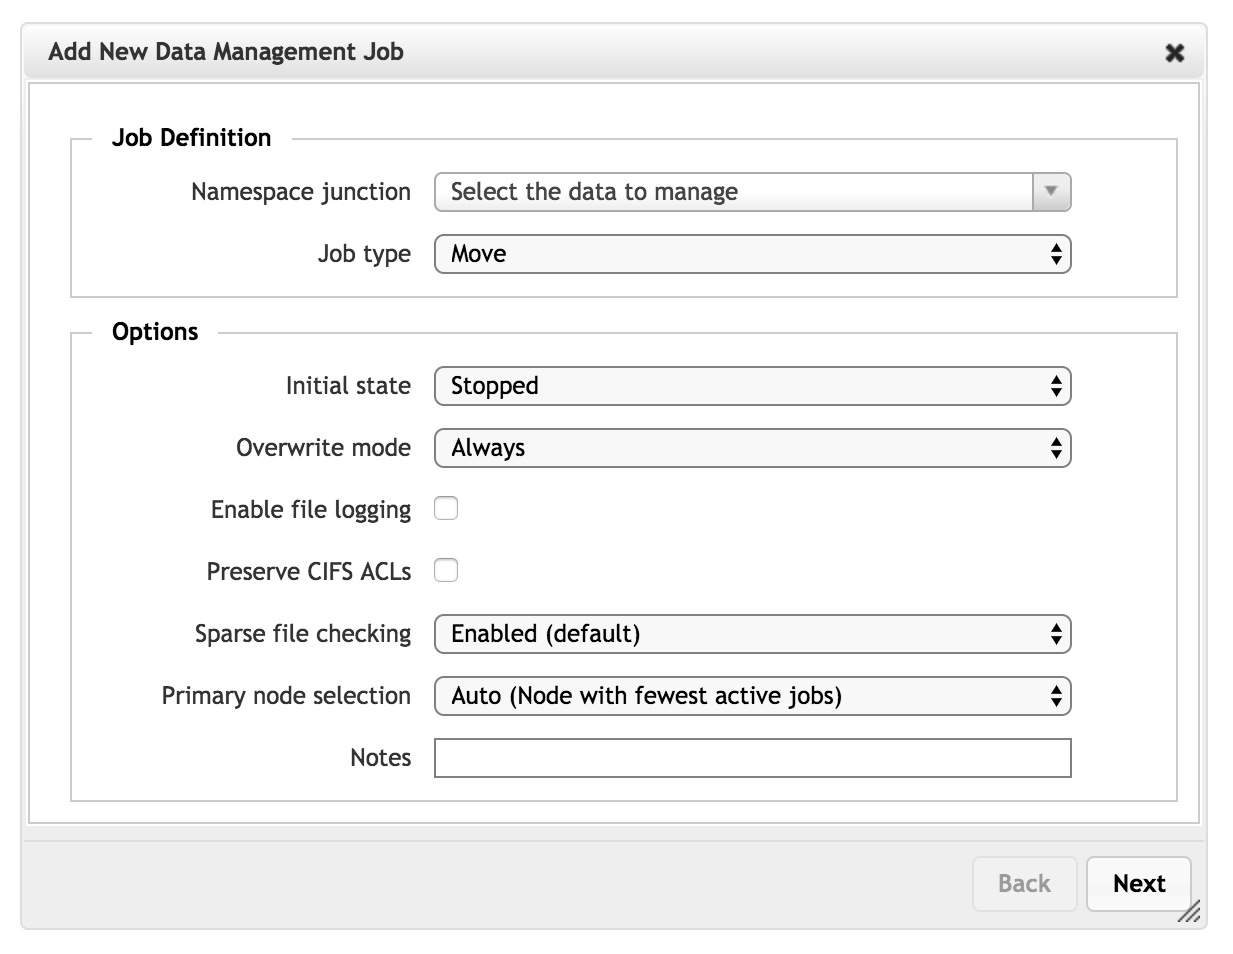 Add New Data Management Job
Job Definition
Namespace junction Select the data to manage
Job type Move
Options
Initial state Stopped
Overwrite mode Always
Enable file logging
Preserve CIFS ACLs
Sparse file checking Enabled (default)
Primary node selection Auto (Node with fewest active jobs)
Notes
Back Next